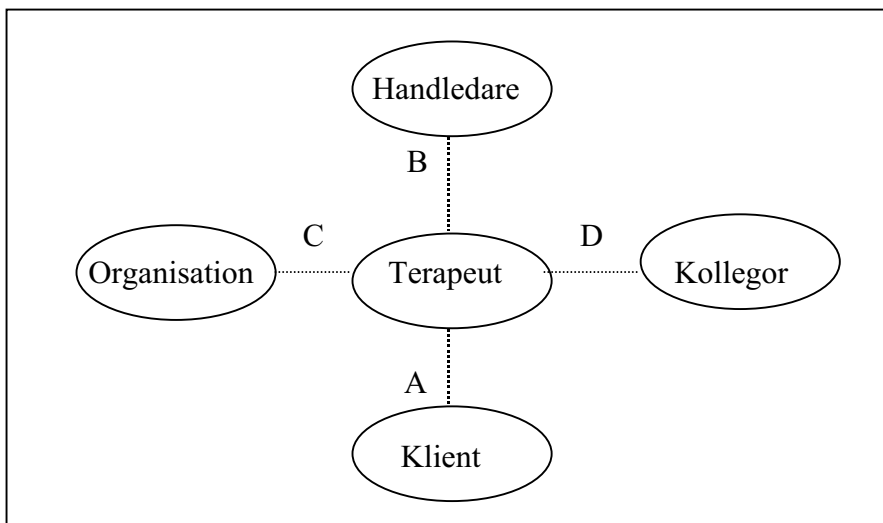 Handledare
B
C
D
Organisation
Terapeut
Kollegor
A
Klient